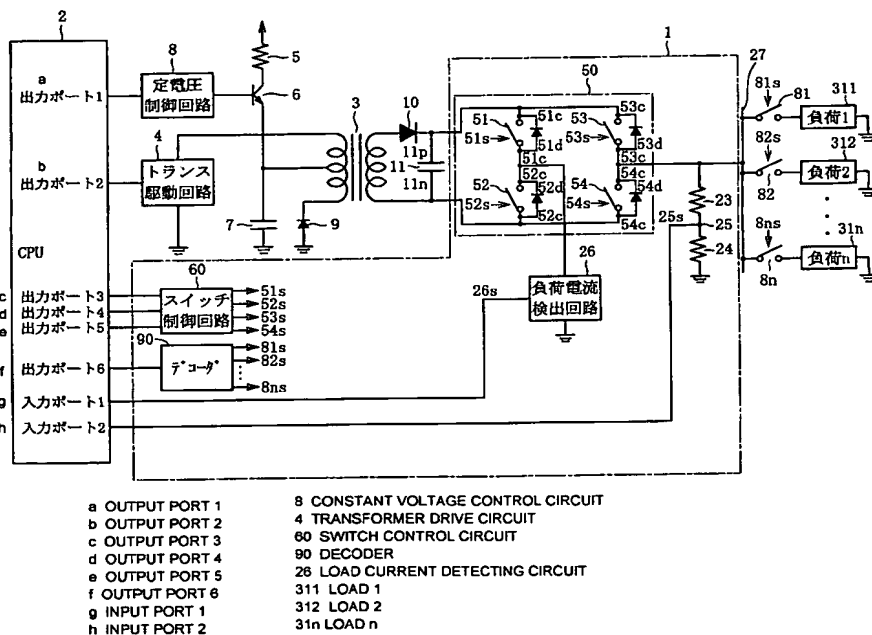 2
1
a
出力ポート1
8
定電圧
制御回路
5
6
3
10
50
27
81s
81
311
負荷1
b
出力ポート2
4
トランス
駆動回路
11p
11
11n
51
51s
51c
51d
51c
53
53s
53c
53d
53c
52
52s
52c
52d
52c
54
54s
54c
54d
54c
312
負荷2
82s
82
23
25s
25
24
7
9
8ns
8n
31n
負荷n
CPU
26
負荷電流
検出回路
26s
60
スイッチ
制御回路
51s
52s
53s
54s
c 出力ポート3
d 出力ポート4
e 出力ポート5
90
デコーダ
81s
82s
8ns
f 出力ポート6
g 入力ポート1
h 入力ポート2
a OUTPUT PORT 1
b OUTPUT PORT 2
c OUTPUT PORT 3
d OUTPUT PORT 4
e OUTPUT PORT 5
f OUTPUT PORT 6
g INPUT PORT 1
h INPUT PORT 2
8 CONSTANT VOLTAGE CONTROL CIRCUIT
4 TRANSFORMER DRIVE CIRCUIT
60 SWITCH CONTROL CIRCUIT
90 DECODER
26 LOAD CURRENT DETECTING CIRCUIT
311 LOAD 1
312 LOAD 2
31n LOAD n